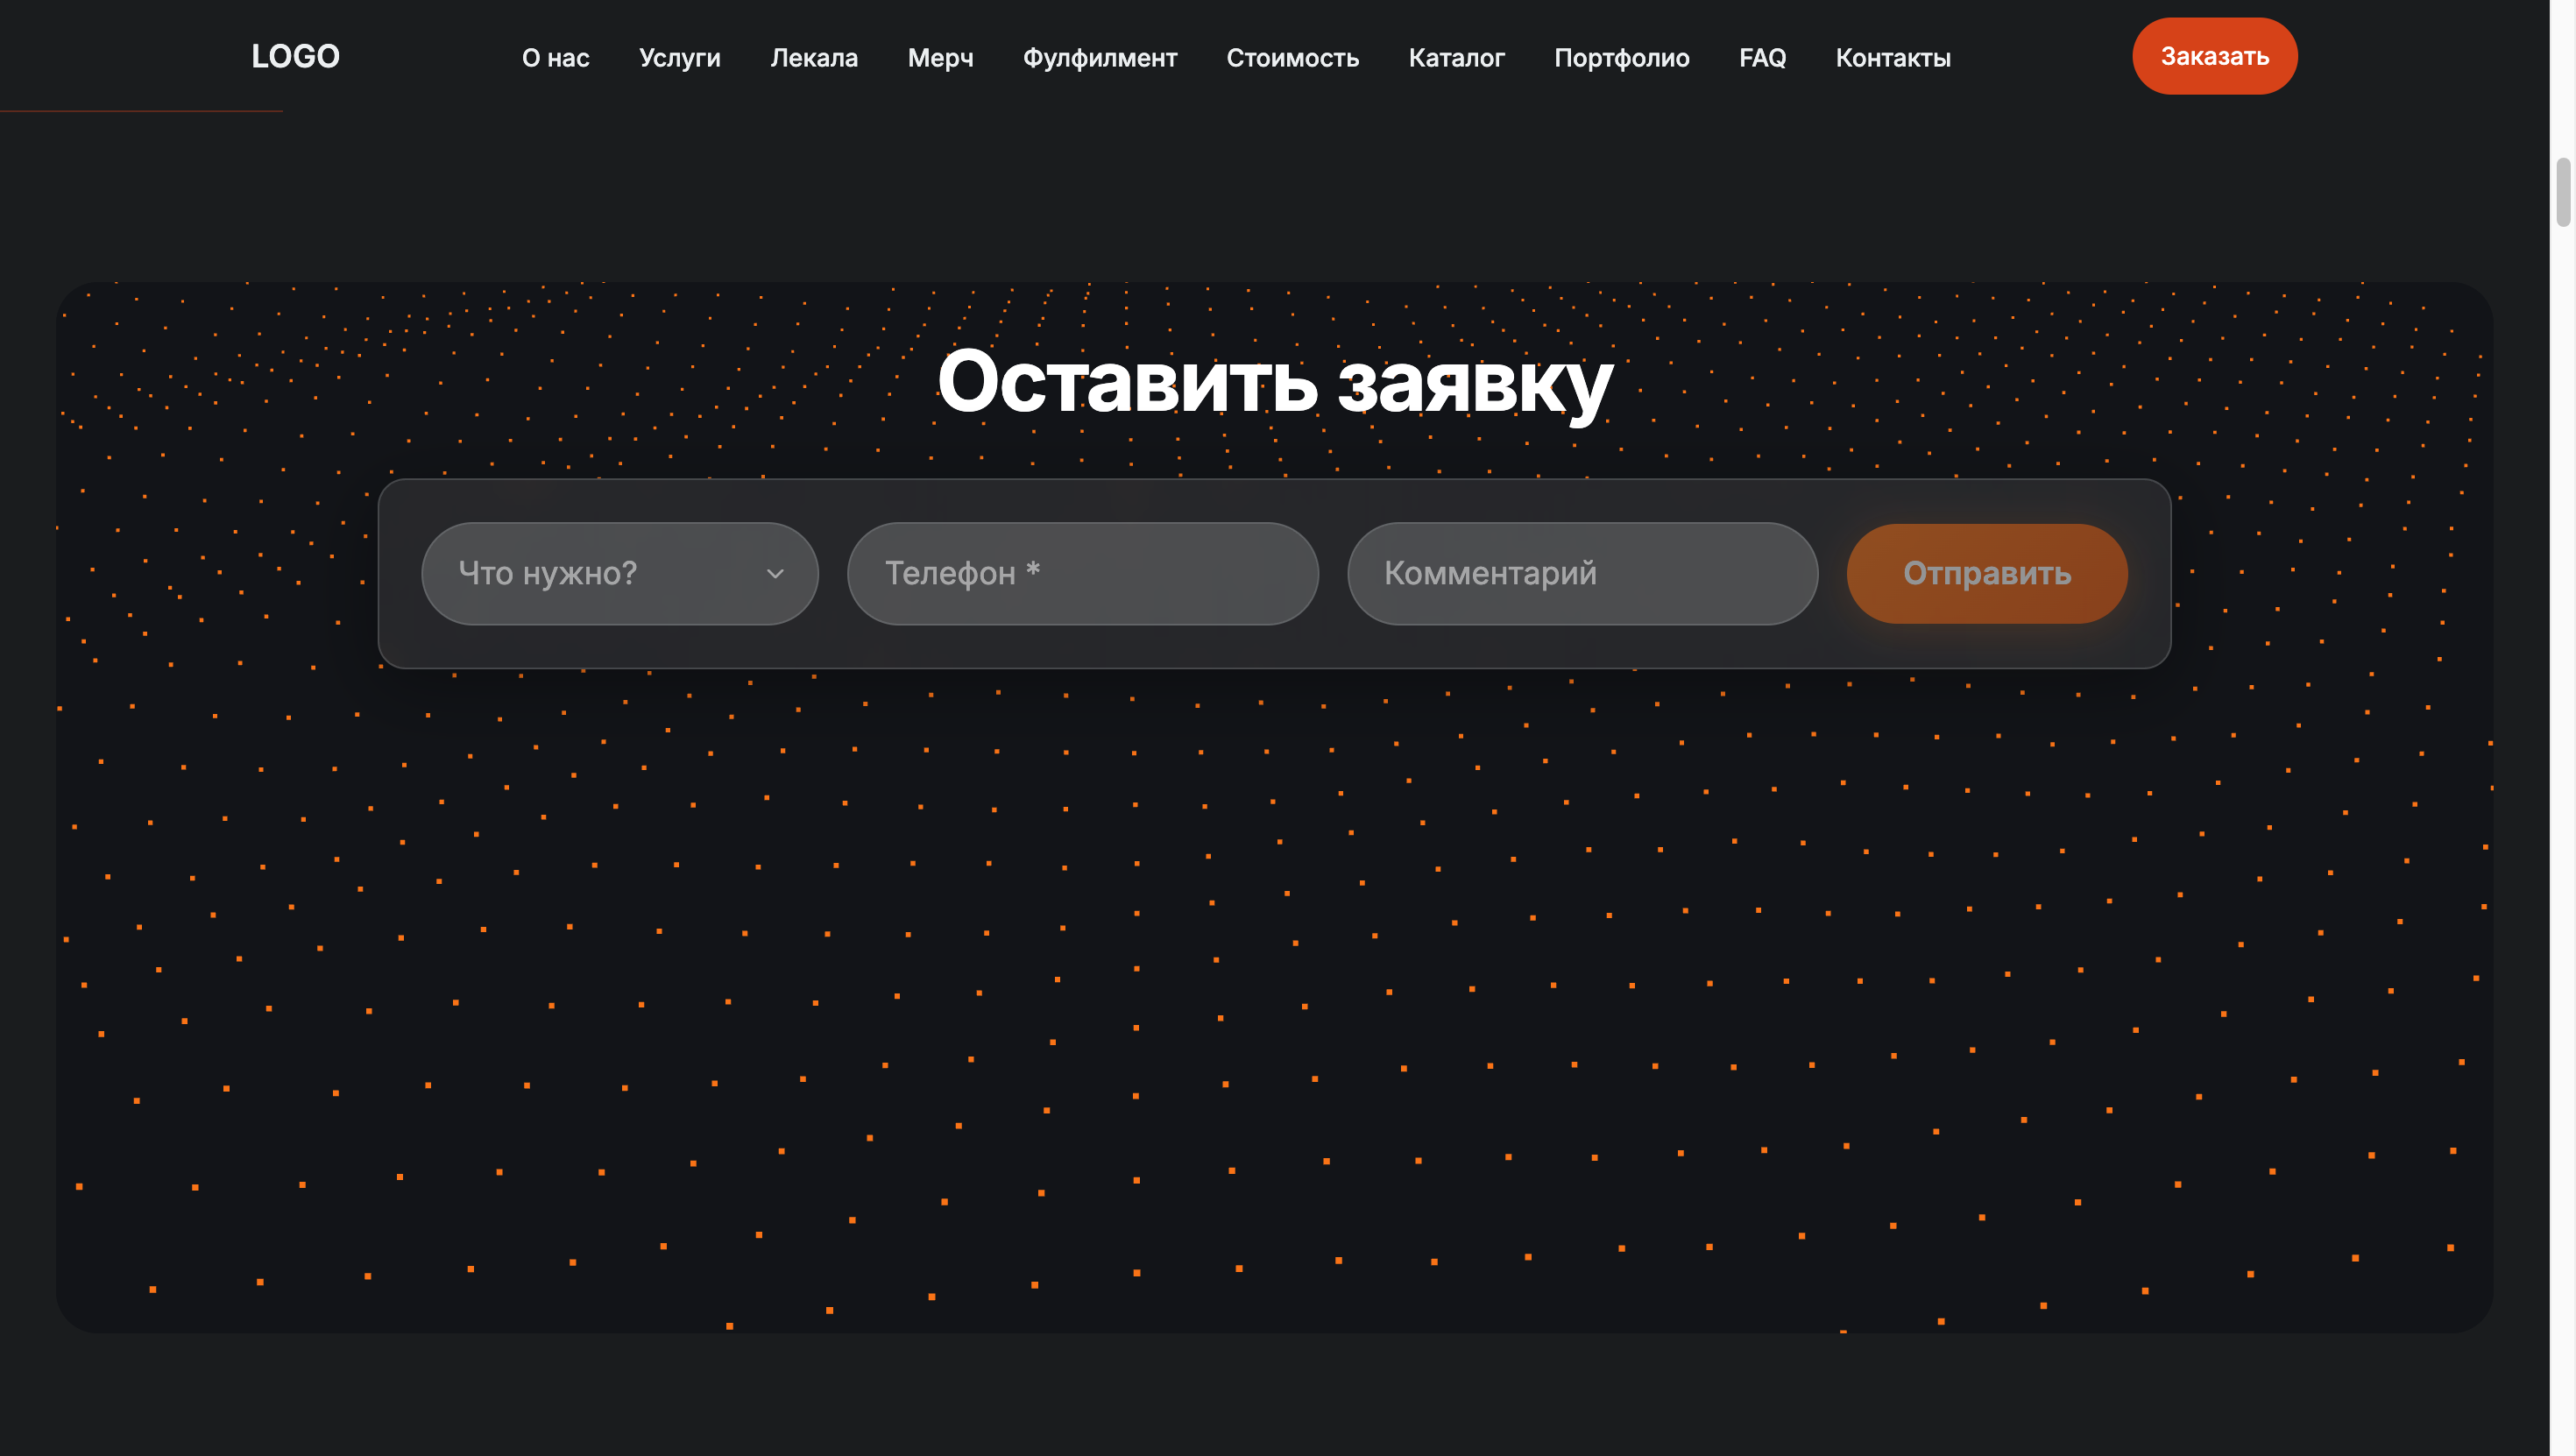 LOGO О нас Услуги Лекала Мерч Фулфилмент Стоимость Каталог Портфолио FAQ Контакты Заказать
Оставить заявку
Что нужно? Телефон * Комментарий Отправить